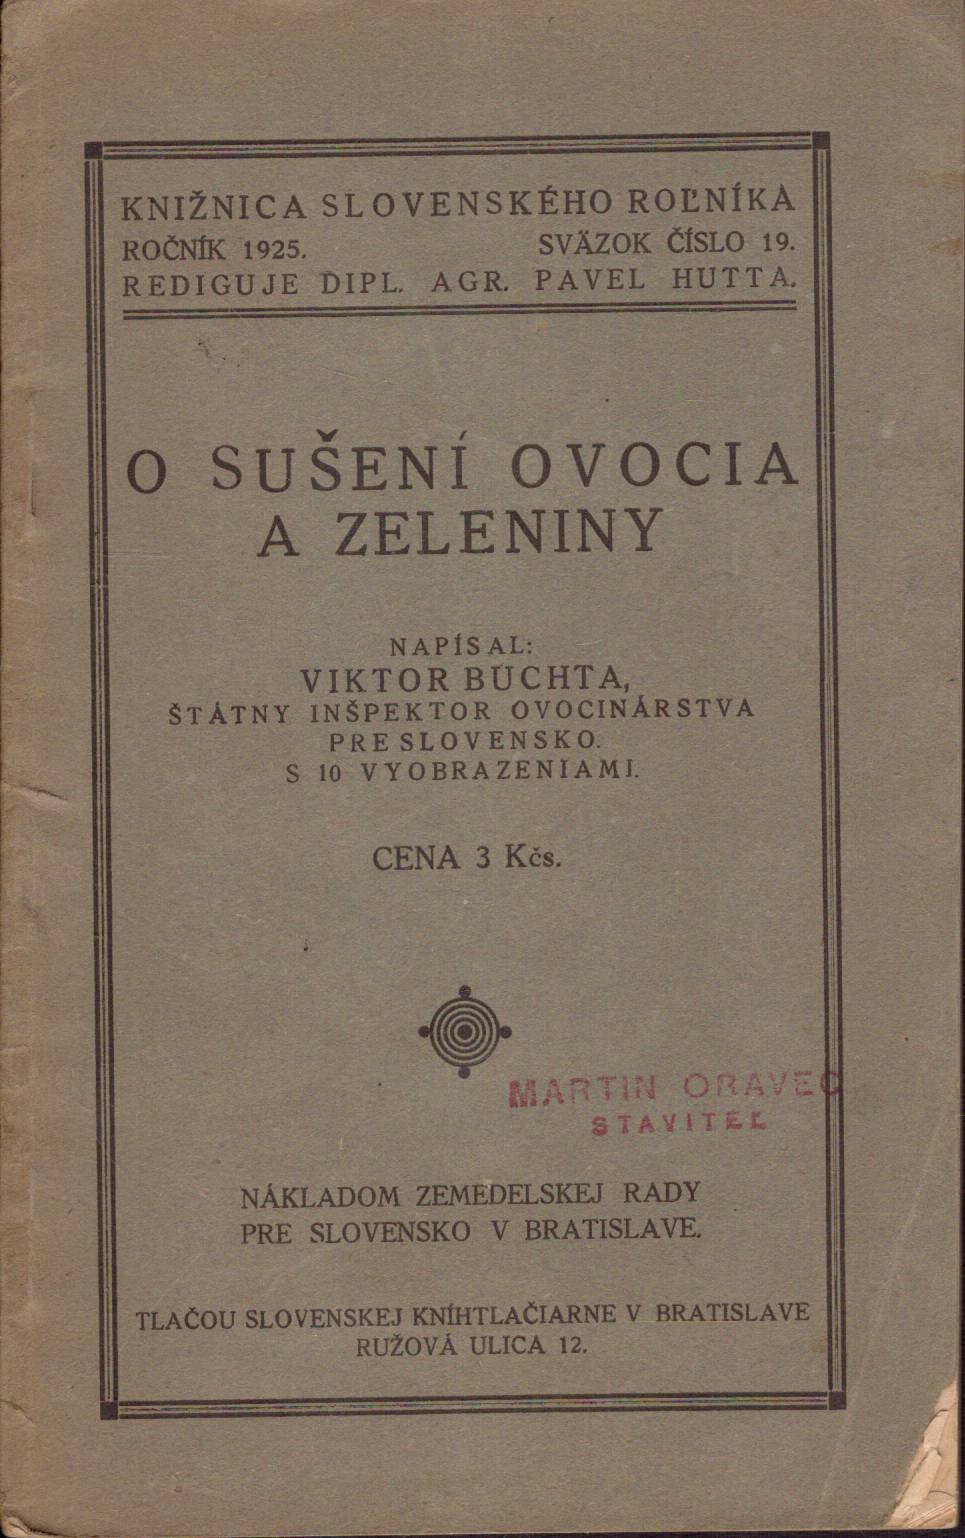 KNIŽNICA SLOVENSKÉHO ROĽNÍKA
ROČNÍK 1925. SVÄZOK ČÍSLO 19.
REDIGUJE DIPL. AGR. PAVEL HUTTA.
O SUŠENÍ OVOCIA
A ZELENINY
NAPÍSAL:
VIKTOR BUCHTA,
ŠTÁTNY INŠPEKTOR OVOCINÁRSTVA
PRE SLOVENSKO.
S 10 VYOBRAZENIAMI.
CENA 3 Kčs.
MARTIN ORAVEC
STAVITEĽ
NÁKLADOM ZEMEDELSKEJ RADY
PRE SLOVENSKO V BRATISLAVE.
TLAČOU SLOVENSKEJ KNÍHTLAČIARNE V BRATISLAVE
RUŽOVÁ ULICA 12.